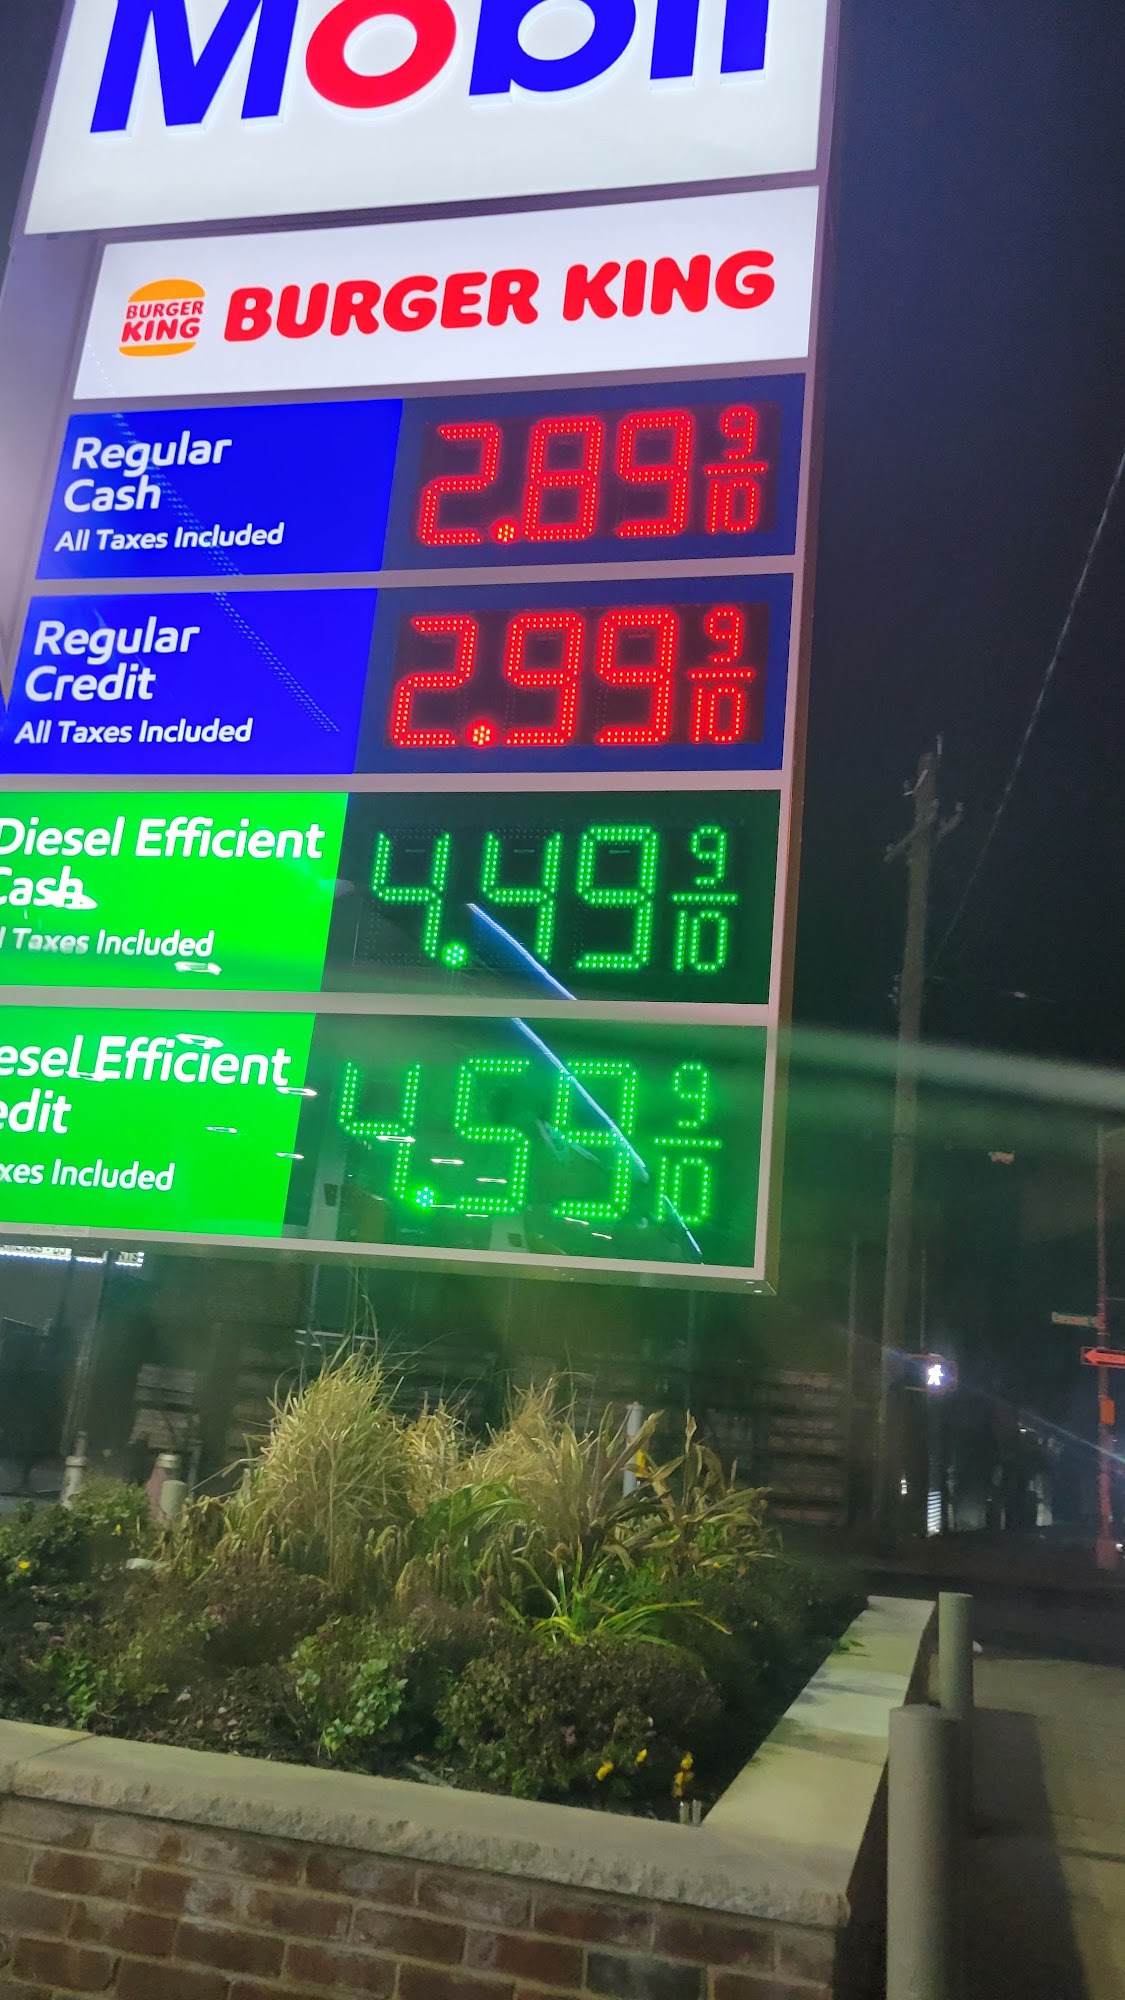 Mobil
BURGER KING
BURGER KING
Regular
Cash
All Taxes Included
2.89 9/10
Regular
Credit
All Taxes Included
2.99 9/10
Diesel Efficient
Cash
l Taxes Included
4.49 9/10
esel Efficient
edit
xes Included
4.59 9/10